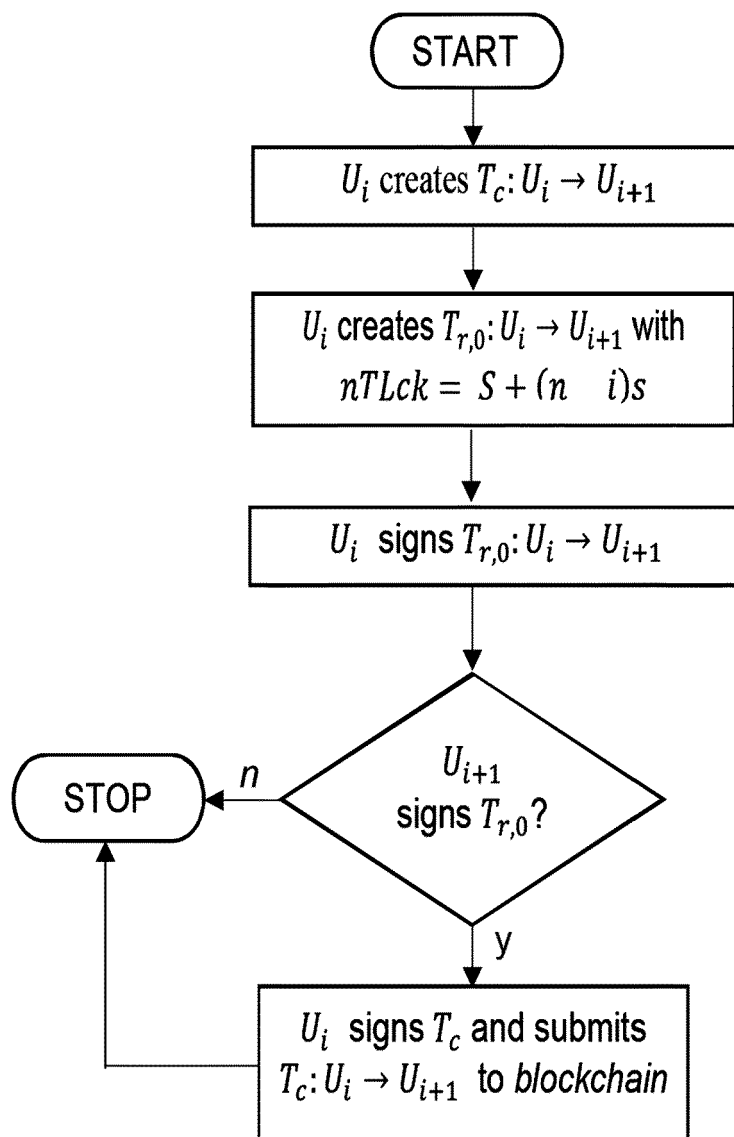 START
U_i creates T_c: U_i → U_{i+1}
U_i creates T_{r,0}: U_i → U_{i+1} with
nTLck = S + (n i)s
U_i signs T_{r,0}: U_i → U_{i+1}
U_{i+1}
signs T_{r,0}?
n
STOP
y
U_i signs T_c and submits
T_c: U_i → U_{i+1} to blockchain